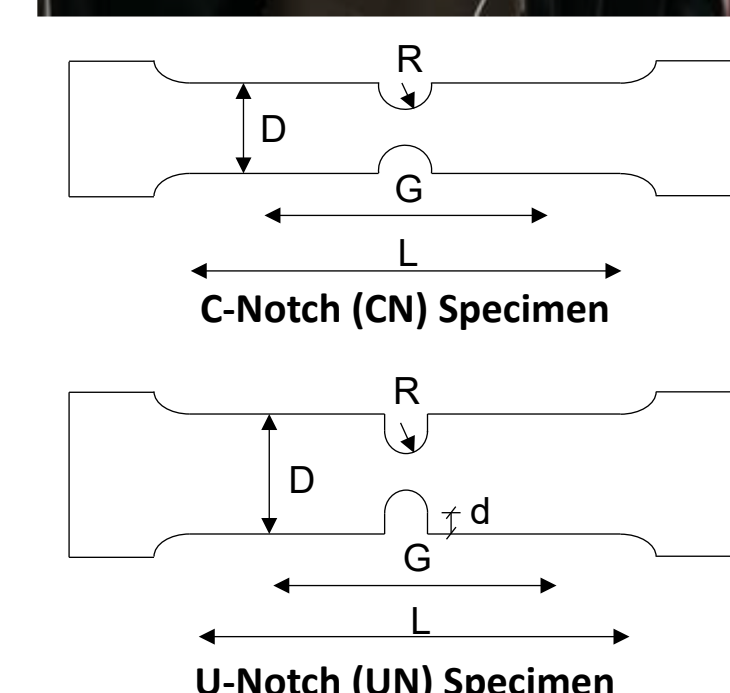 R
D
G
L
C-Notch (CN) Specimen
R
D
d
G
L
U-Notch (UN) Specimen